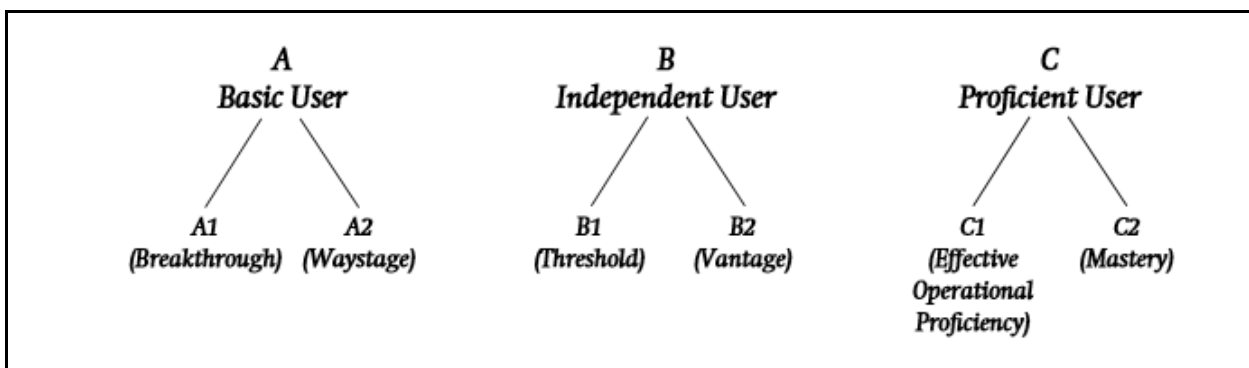 A
Basic User
A1
(Breakthrough)
A2
(Waystage)
B
Independent User
B1
(Threshold)
B2
(Vantage)
C
Proficient User
C1
(Effective
Operational
Proficiency)
C2
(Mastery)